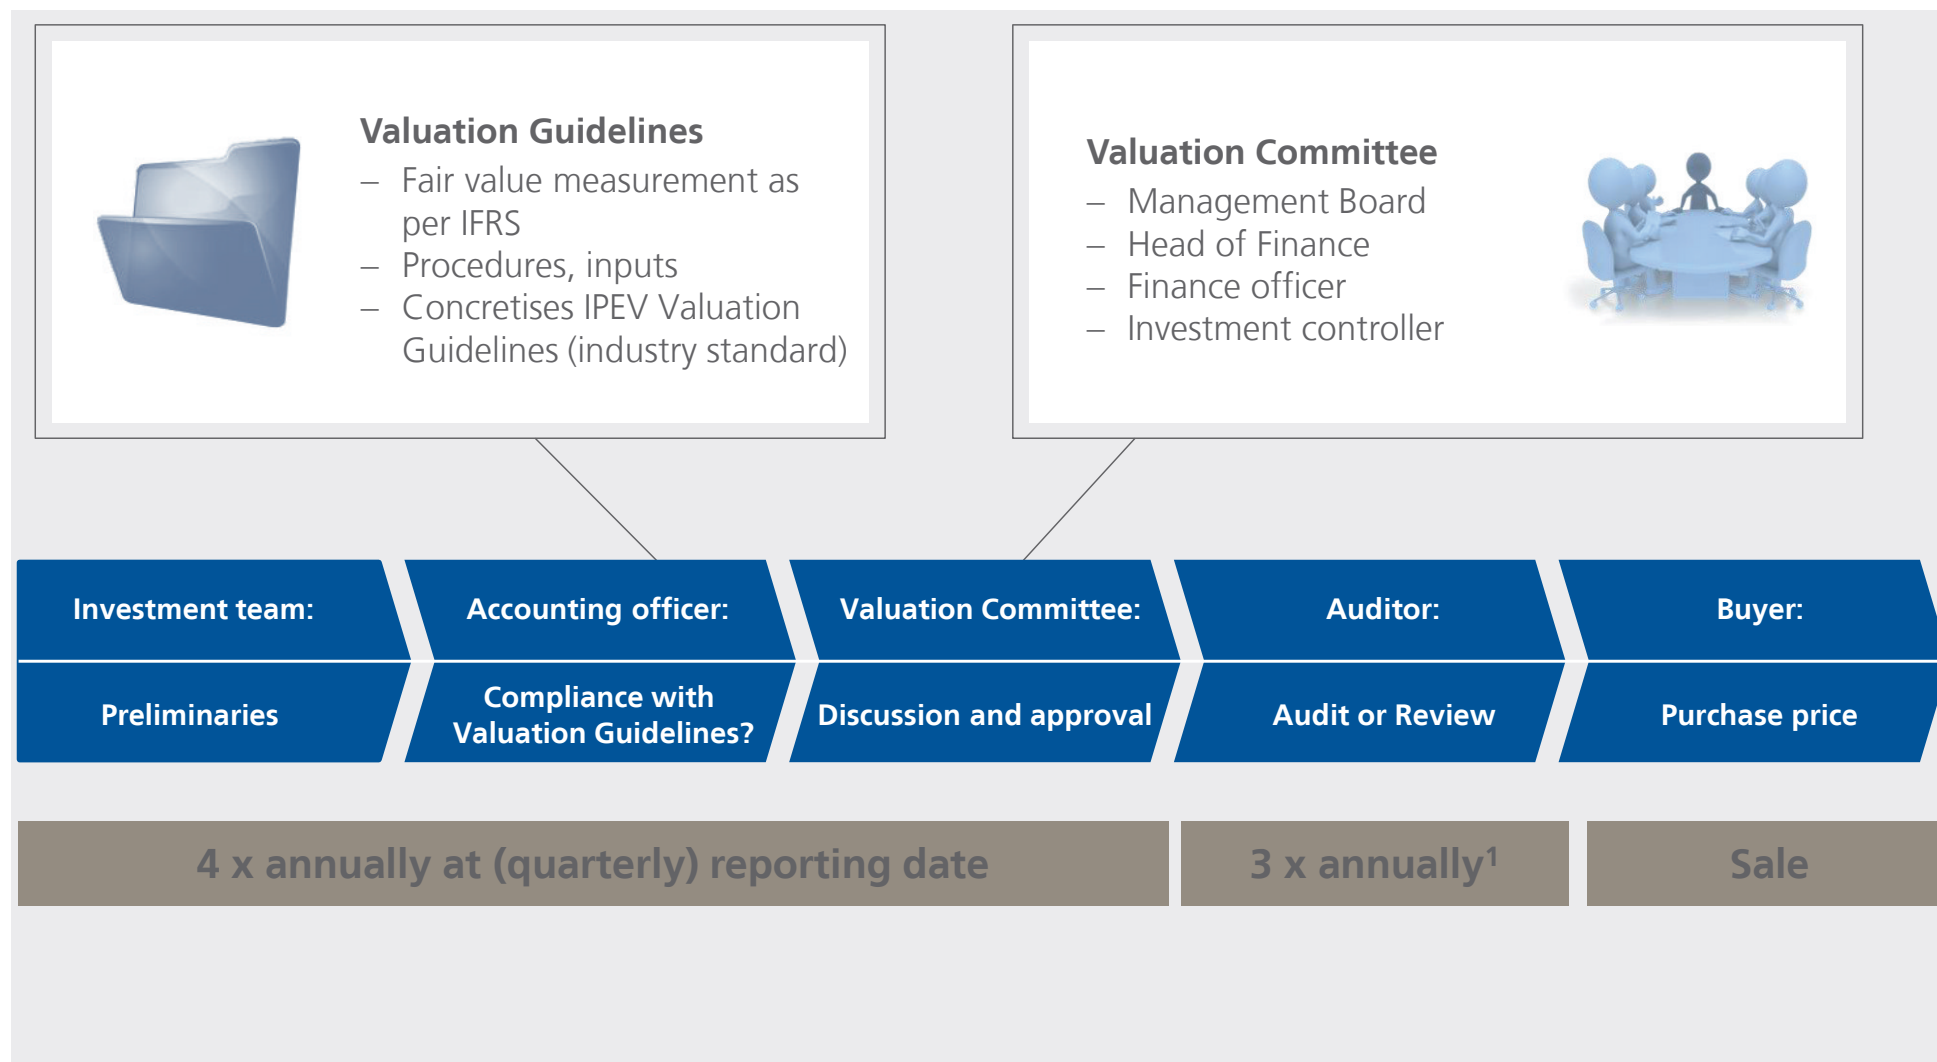 Valuation Guidelines
– Fair value measurement as
per IFRS
– Procedures, inputs
– Concretises IPEV Valuation
Guidelines (industry standard)
Valuation Committee
– Management Board
– Head of Finance
– Finance officer
– Investment controller
Investment team:
Preliminaries
Accounting officer:
Compliance with
Valuation Guidelines?
Valuation Committee:
Discussion and approval
Auditor:
Audit or Review
Buyer:
Purchase price
4 x annually at (quarterly) reporting date
3 x annually¹
Sale